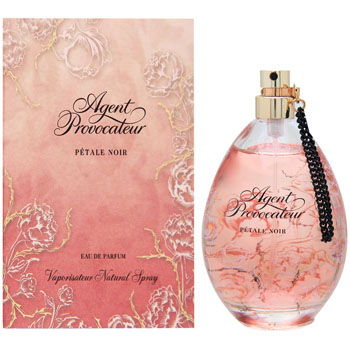 Agent
Provocateur
PÉTALE NOIR
EAU DE PARFUM
Vaporisateur Natural Spray
Agent
Provocateur
PÉTALE NOIR